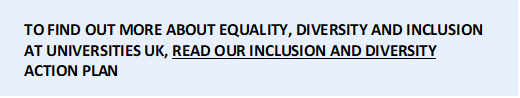 TO FIND OUT MORE ABOUT EQUALITY, DIVERSITY AND INCLUSION
AT UNIVERSITIES UK, READ OUR INCLUSION AND DIVERSITY
ACTION PLAN